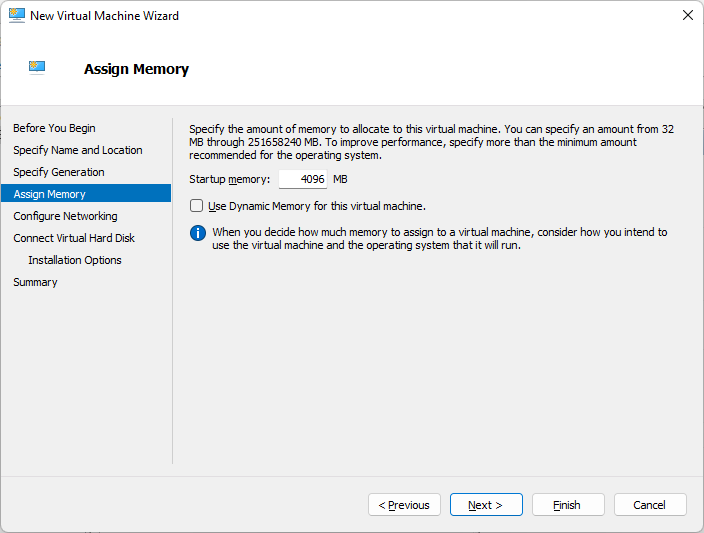 New Virtual Machine Wizard
Assign Memory
Before You Begin
Specify Name and Location
Specify Generation
Assign Memory
Configure Networking
Connect Virtual Hard Disk
Installation Options
Summary
Specify the amount of memory to allocate to this virtual machine. You can specify an amount from 32
MB through 251658240 MB. To improve performance, specify more than the minimum amount
recommended for the operating system.
Startup memory: 4096 MB
Use Dynamic Memory for this virtual machine.
When you decide how much memory to assign to a virtual machine, consider how you intend to
use the virtual machine and the operating system that it will run.
< Previous Next > Finish Cancel